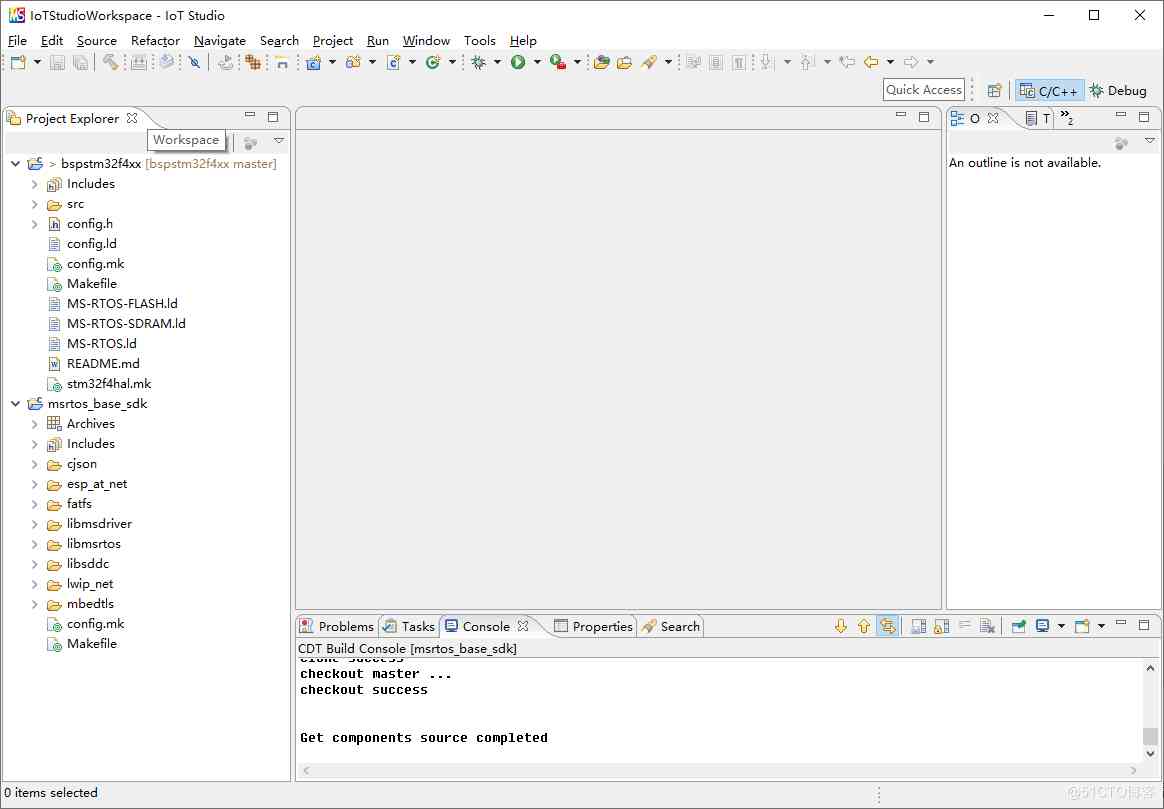 IoTStudioWorkspace - IoT Studio
File Edit Source Refactor Navigate Search Project Run Window Tools Help
Quick Access
C/C++
Debug
Project Explorer
Workspace
> bspstm32f4xx [bspstm32f4xx master]
Includes
src
config.h
config.ld
config.mk
Makefile
MS-RTOS-FLASH.ld
MS-RTOS-SDRAM.ld
MS-RTOS.ld
README.md
stm32f4hal.mk
msrtos_base_sdk
Archives
Includes
cjson
esp_at_net
fatfs
libmsdriver
libmsrtos
libsddc
lwip_net
mbedtls
config.mk
Makefile
O
T
»2
An outline is not available.
Problems Tasks Console Properties Search
CDT Build Console [msrtos_base_sdk]
clone success
checkout master ...
checkout success
Get components source completed
0 items selected
@51CTO博客